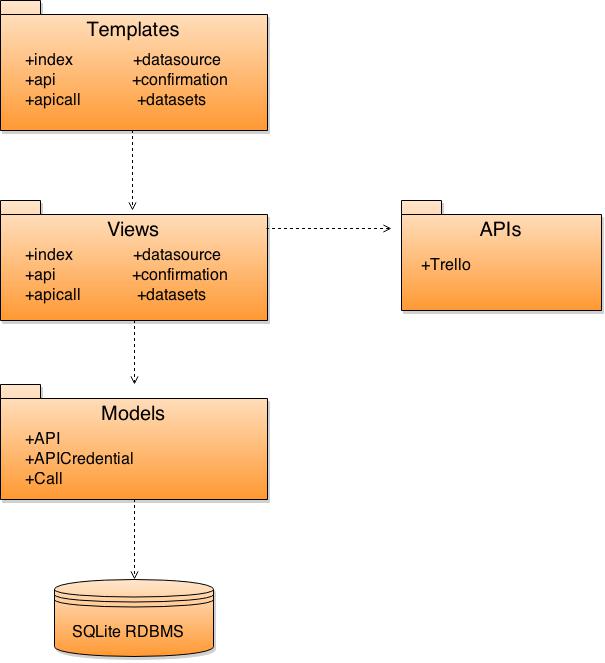 Templates
+index +datasource
+api +confirmation
+apicall +datasets
Views
+index +datasource
+api +confirmation
+apicall +datasets
APIs
+Trello
Models
+API
+APICredential
+Call
SQLite RDBMS